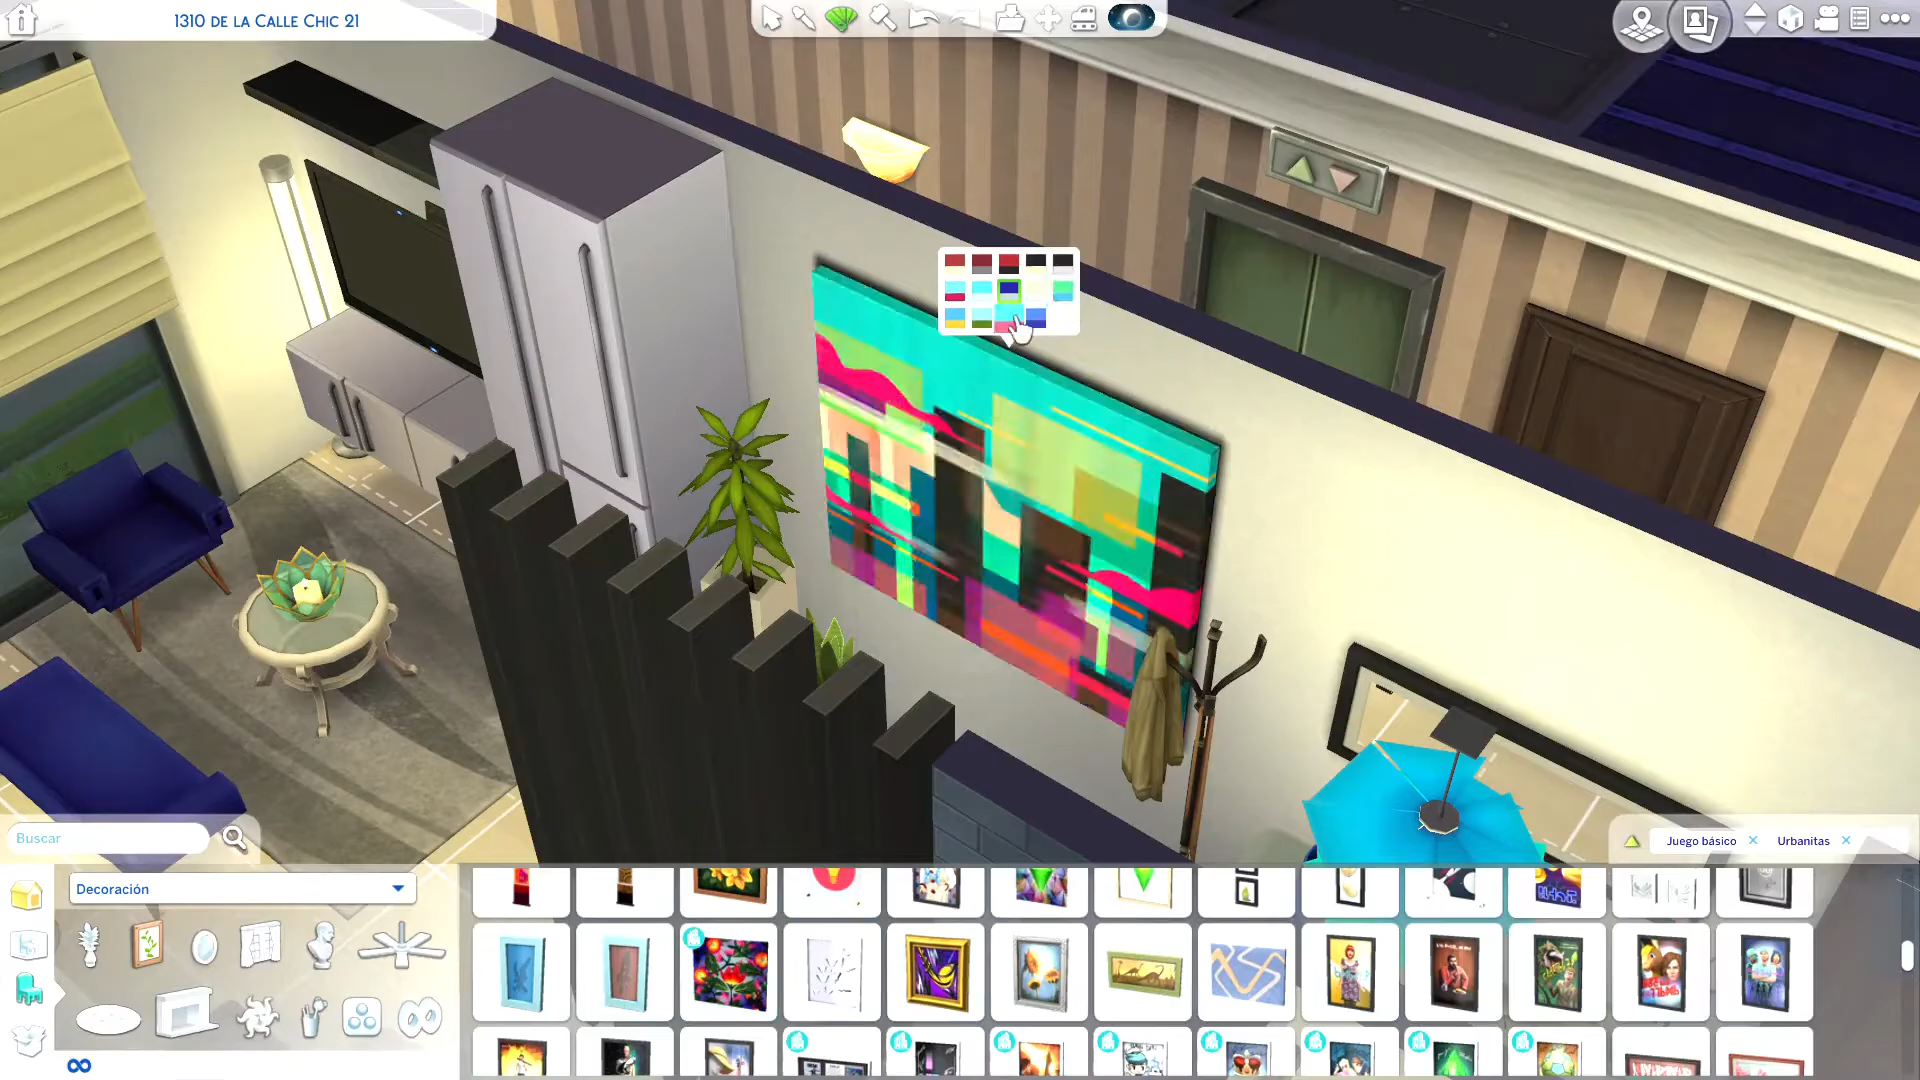 1310 DE LA CALLE CHIC 21
Buscar
Juego básico
Urbanitas
Decoración